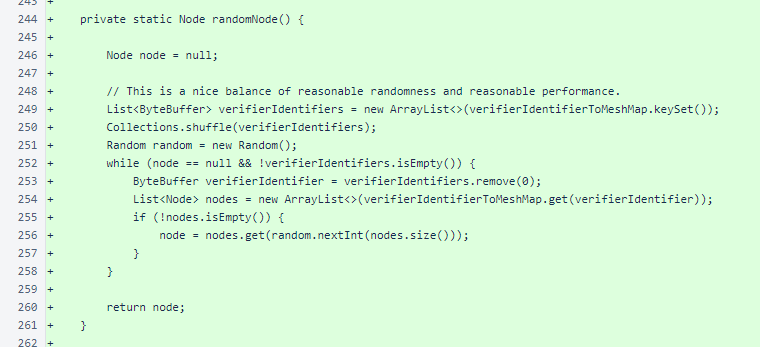 243 +
244 + private static Node randomNode() {
245 +
246 + Node node = null;
247 +
248 + // This is a nice balance of reasonable randomness and reasonable performance.
249 + List<ByteBuffer> verifierIdentifiers = new ArrayList<>(verifierIdentifierToMeshMap.keySet());
250 + Collections.shuffle(verifierIdentifiers);
251 + Random random = new Random();
252 + while (node == null && !verifierIdentifiers.isEmpty()) {
253 + ByteBuffer verifierIdentifier = verifierIdentifiers.remove(0);
254 + List<Node> nodes = new ArrayList<>(verifierIdentifierToMeshMap.get(verifierIdentifier));
255 + if (!nodes.isEmpty()) {
256 + node = nodes.get(random.nextInt(nodes.size()));
257 + }
258 + }
259 +
260 + return node;
261 + }
262 +